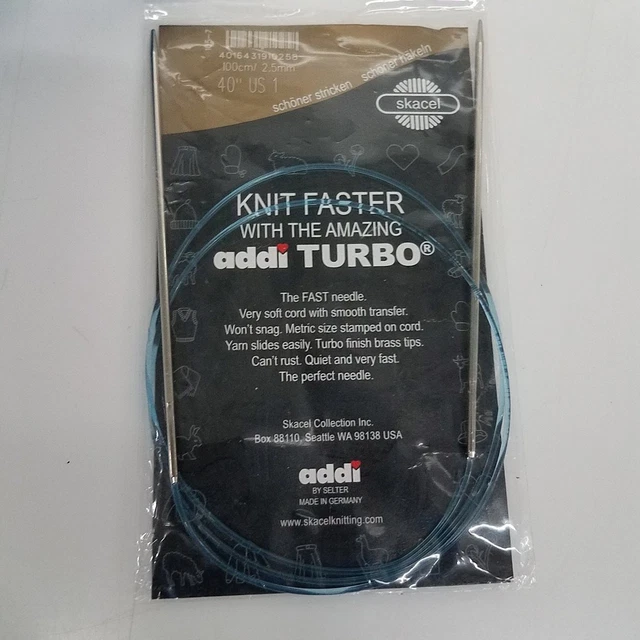 100cm/ 2.5mm
40" US 1
schöner stricken schöner häkeln
skacel
KNIT FASTER
WITH THE AMAZING
addi TURBO®
The FAST needle.
Very soft cord with smooth transfer.
Won't snag. Metric size stamped on cord.
Yarn slides easily. Turbo finish brass tips.
Can't rust. Quiet and very fast.
The perfect needle.
Skacel Collection Inc.
Box 88110, Seattle WA 98138 USA
addi
BY SELTER
MADE IN GERMANY
www.skacelknitting.com